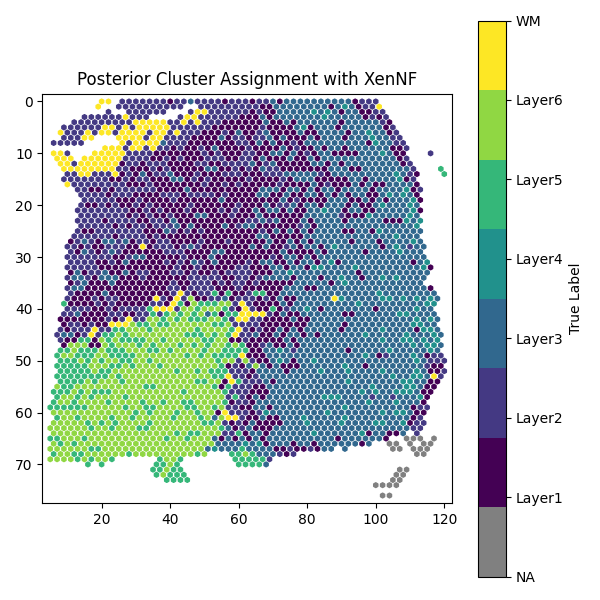 Posterior Cluster Assignment with XenNF
0
10
20
30
40
50
60
70
20 40 60 80 100 120
WM
Layer6
Layer5
Layer4
Layer3
Layer2
Layer1
NA
True Label